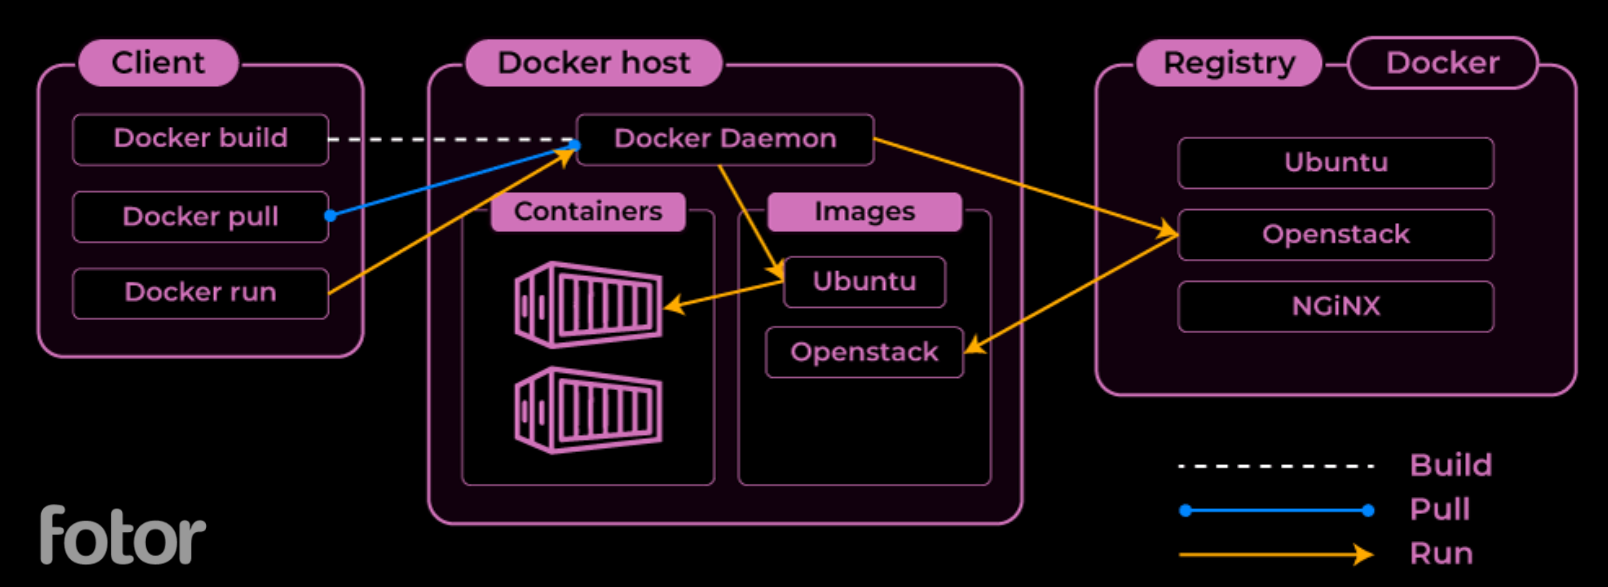 Client
Docker build
Docker pull
Docker run
Docker host
Docker Daemon
Containers
Images
Ubuntu
Openstack
Registry
Docker
Ubuntu
Openstack
NGiNX
Build
Pull
Run
fotor